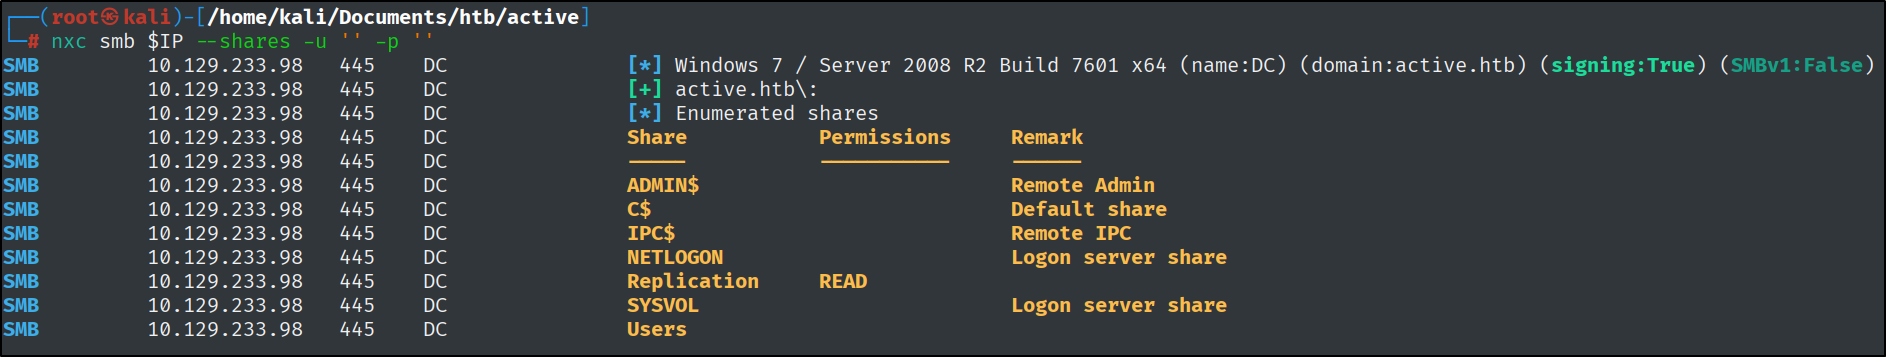 ┌──(root㉿kali)-[/home/kali/Documents/htb/active]
└─# nxc smb $IP --shares -u '' -p ''
SMB         10.129.233.98   445    DC               [*] Windows 7 / Server 2008 R2 Build 7601 x64 (name:DC) (domain:active.htb) (signing:True) (SMBv1:False)
SMB         10.129.233.98   445    DC               [+] active.htb\:
SMB         10.129.233.98   445    DC               [*] Enumerated shares
SMB         10.129.233.98   445    DC               Share           Permissions     Remark
SMB         10.129.233.98   445    DC               -----           -----------     ------
SMB         10.129.233.98   445    DC               ADMIN$                          Remote Admin
SMB         10.129.233.98   445    DC               C$                              Default share
SMB         10.129.233.98   445    DC               IPC$                            Remote IPC
SMB         10.129.233.98   445    DC               NETLOGON                        Logon server share
SMB         10.129.233.98   445    DC               Replication     READ
SMB         10.129.233.98   445    DC               SYSVOL                          Logon server share
SMB         10.129.233.98   445    DC               Users